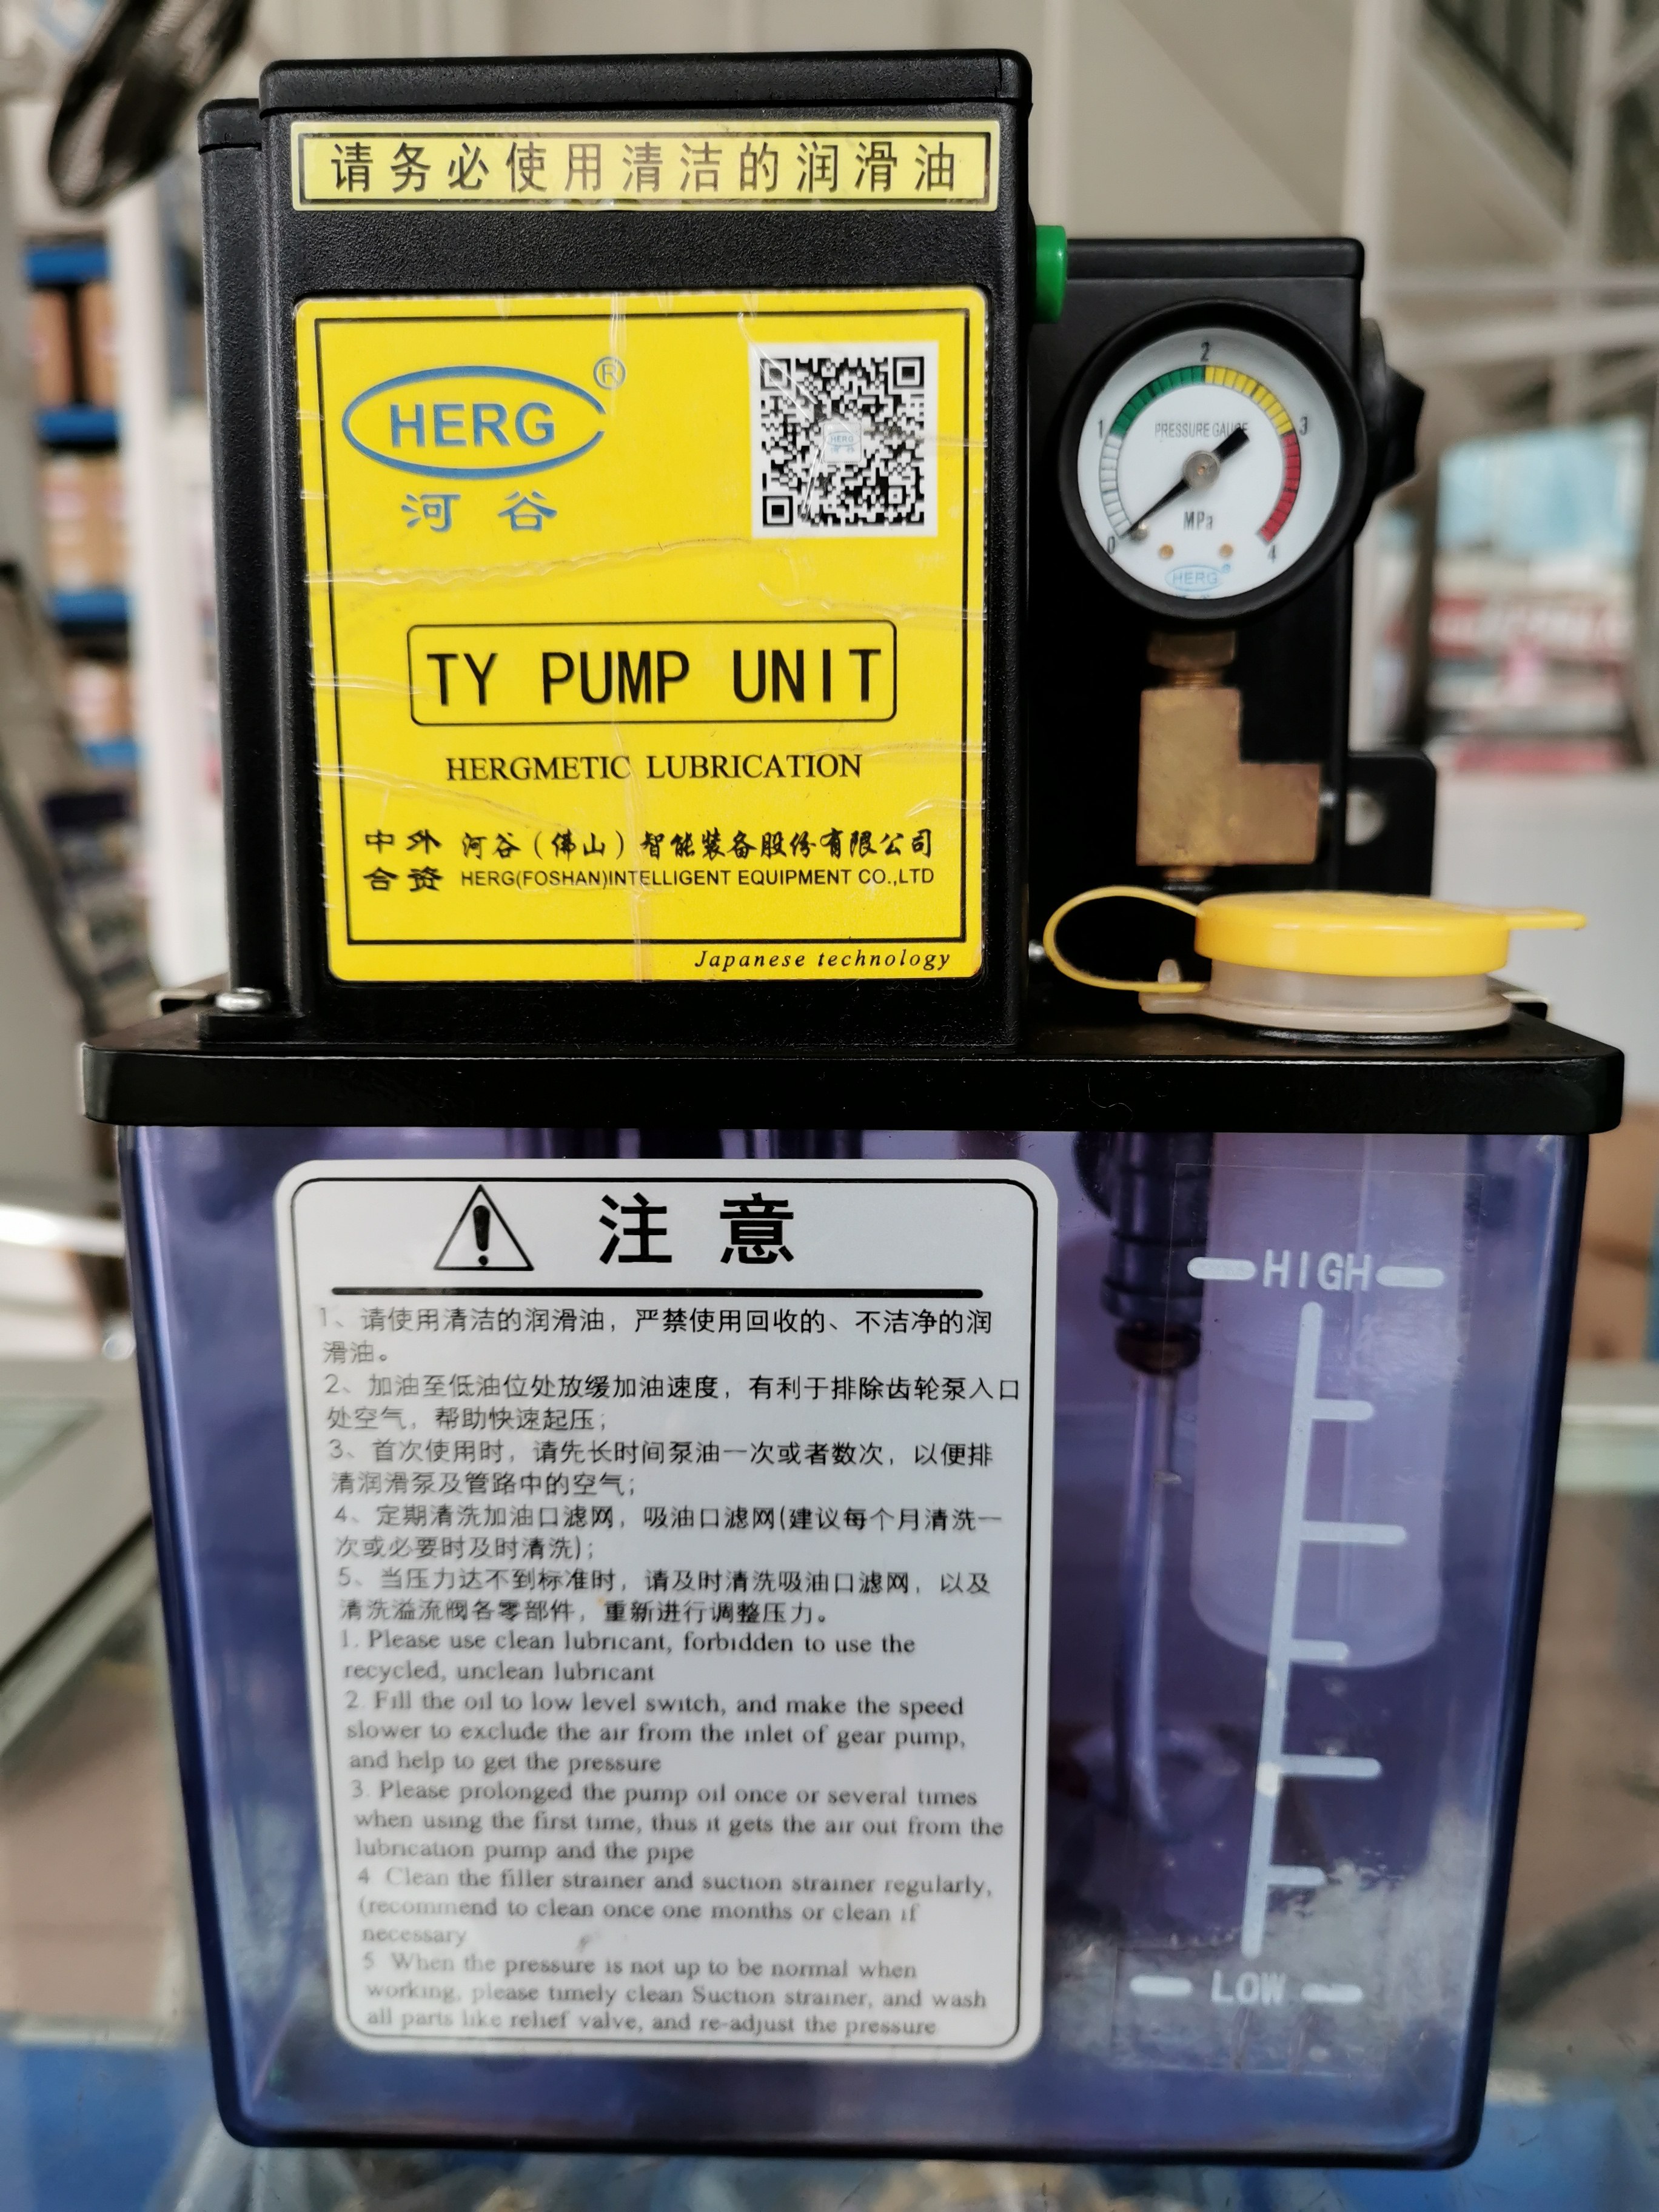 请务必使用清洁的润滑油
HERG®
河谷
TY PUMP UNIT
HERGMETIC LUBRICATION
中外 河谷（佛山）智能装备股份有限公司
合资 HERG(FOSHAN)INTELLIGENT EQUIPMENT CO.,LTD
Japanese technology
0 1 2 3 4
PRESSURE GAUGE
MPa
HERG
注意
1、请使用清洁的润滑油，严禁使用回收的、不洁净的润
滑油。
2、加油至低油位处放缓加油速度，有利于排除齿轮泵入口
处空气，帮助快速起压；
3、首次使用时，请先长时间泵油一次或者数次，以便排
清润滑泵及管路中的空气；
4、定期清洗加油口滤网，吸油口滤网(建议每个月清洗一
次或必要时及时清洗)；
5、当压力达不到标准时，请及时清洗吸油口滤网，以及
清洗溢流阀各零部件，重新进行调整压力。
1. Please use clean lubricant, forbidden to use the
recycled, unclean lubricant
2. Fill the oil to low level switch, and make the speed
slower to exclude the air from the inlet of gear pump,
and help to get the pressure
3. Please prolonged the pump oil once or several times
when using the first time, thus it gets the air out from the
lubrication pump and the pipe
4 Clean the filler strainer and suction strainer regularly,
(recommend to clean once one months or clean if
necessary
5 When the pressure is not up to be normal when
working, please timely clean Suction strainer, and wash
all parts like relief valve, and re-adjust the pressure
HIGH
LOW